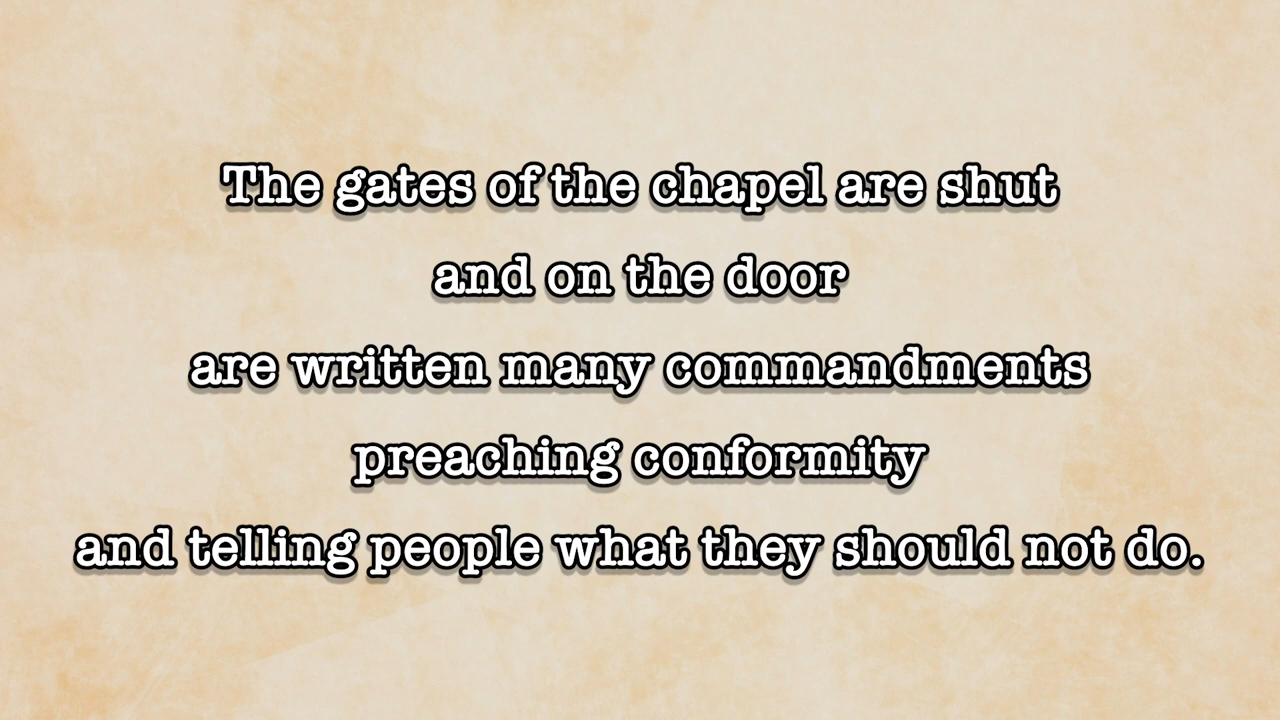 The gates of the chapel are shut
and on the door
are written many commandments
preaching conformity
and telling people what they should not do.